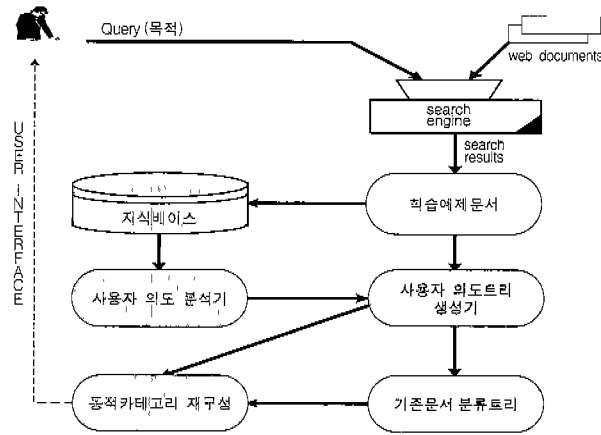 Query (목적)
web documents
search
engine
search
results
USER INTERFACE
지식베이스
학습예제문서
사용자 의도 분석기
사용자 의도트리
생성기
동적카테고리 재구성
기존문서 분류트리